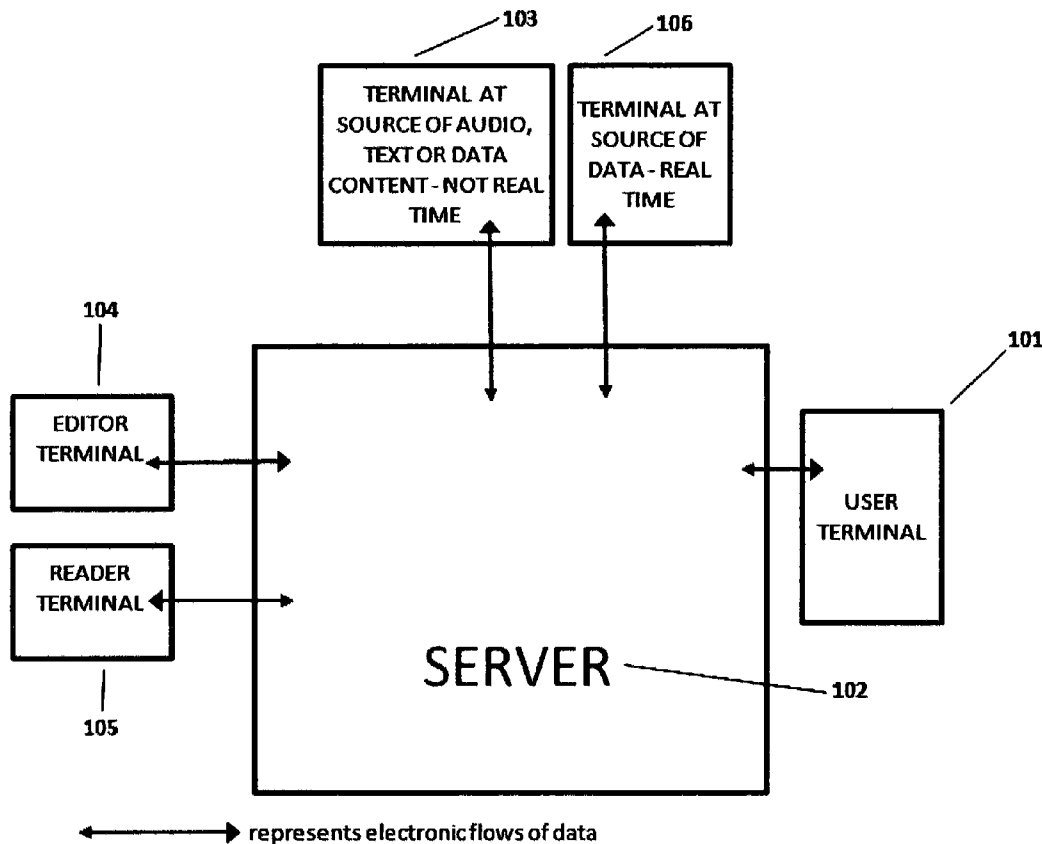 103
106
TERMINAL AT
SOURCE OF AUDIO,
TEXT OR DATA
CONTENT - NOT REAL
TIME
TERMINAL AT
SOURCE OF
DATA - REAL
TIME
104
EDITOR
TERMINAL
READER
TERMINAL
105
101
USER
TERMINAL
SERVER
102
represents electronic flows of data